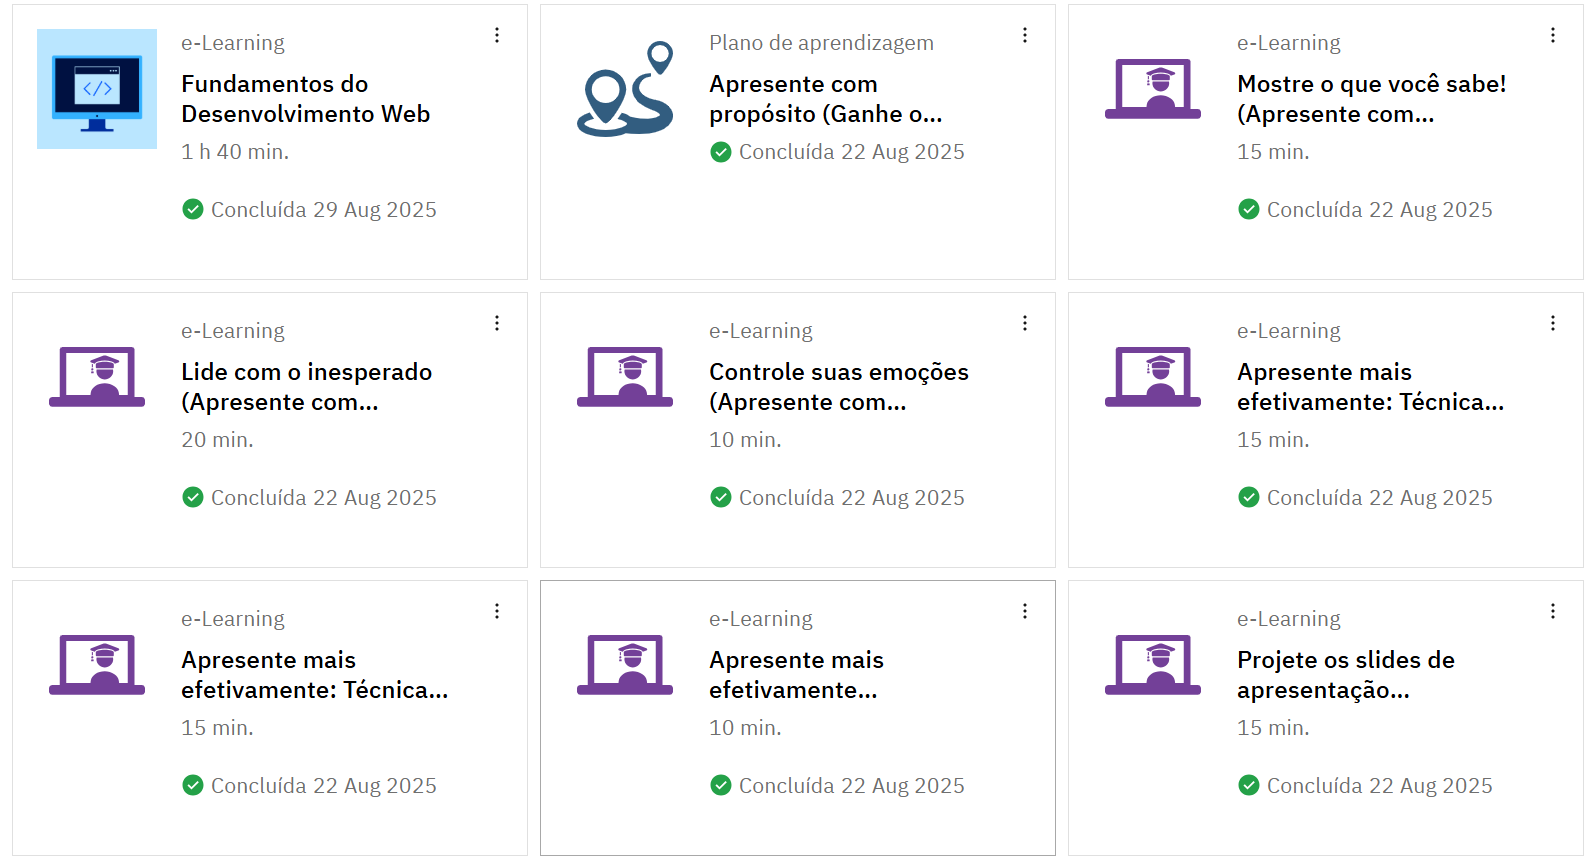 e-Learning
Fundamentos do
Desenvolvimento Web
1 h 40 min.
Concluída 29 Aug 2025
Plano de aprendizagem
Apresente com
propósito (Ganhe o...
Concluída 22 Aug 2025
e-Learning
Mostre o que você sabe!
(Apresente com...
15 min.
Concluída 22 Aug 2025
e-Learning
Lide com o inesperado
(Apresente com...
20 min.
Concluída 22 Aug 2025
e-Learning
Controle suas emoções
(Apresente com...
10 min.
Concluída 22 Aug 2025
e-Learning
Apresente mais
efetivamente: Técnica...
15 min.
Concluída 22 Aug 2025
e-Learning
Apresente mais
efetivamente: Técnica...
15 min.
Concluída 22 Aug 2025
e-Learning
Apresente mais
efetivamente...
10 min.
Concluída 22 Aug 2025
e-Learning
Projete os slides de
apresentação...
15 min.
Concluída 22 Aug 2025